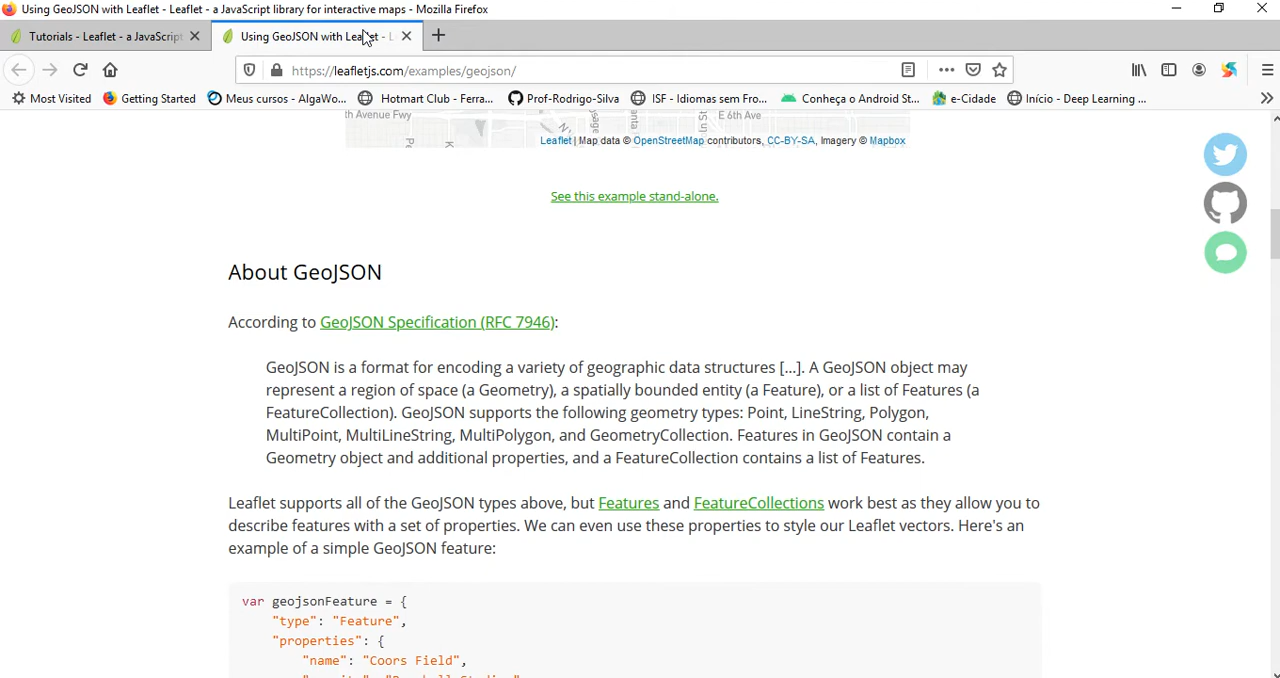 Using GeoJSON with Leaflet - Leaflet - a JavaScript library for interactive maps - Mozilla Firefox
Tutorials - Leaflet - a JavaScript
Using GeoJSON with Leaflet - L
https://leafletjs.com/examples/geojson/
Most Visited Getting Started Meus cursos - AlgaWo... Hotmart Club - Ferra... Prof-Rodrigo-Silva ISF - Idiomas sem Fro... Conheça o Android St... e-Cidade Início - Deep Learning ...
th Avenue Fwy E 6th Ave
Leaflet | Map data © OpenStreetMap contributors, CC-BY-SA, Imagery © Mapbox
See this example stand-alone.
About GeoJSON
According to GeoJSON Specification (RFC 7946):
GeoJSON is a format for encoding a variety of geographic data structures [...]. A GeoJSON object may
represent a region of space (a Geometry), a spatially bounded entity (a Feature), or a list of Features (a
FeatureCollection). GeoJSON supports the following geometry types: Point, LineString, Polygon,
MultiPoint, MultiLineString, MultiPolygon, and GeometryCollection. Features in GeoJSON contain a
Geometry object and additional properties, and a FeatureCollection contains a list of Features.
Leaflet supports all of the GeoJSON types above, but Features and FeatureCollections work best as they allow you to
describe features with a set of properties. We can even use these properties to style our Leaflet vectors. Here's an
example of a simple GeoJSON feature:
var geojsonFeature = {
"type": "Feature",
"properties": {
"name": "Coors Field",